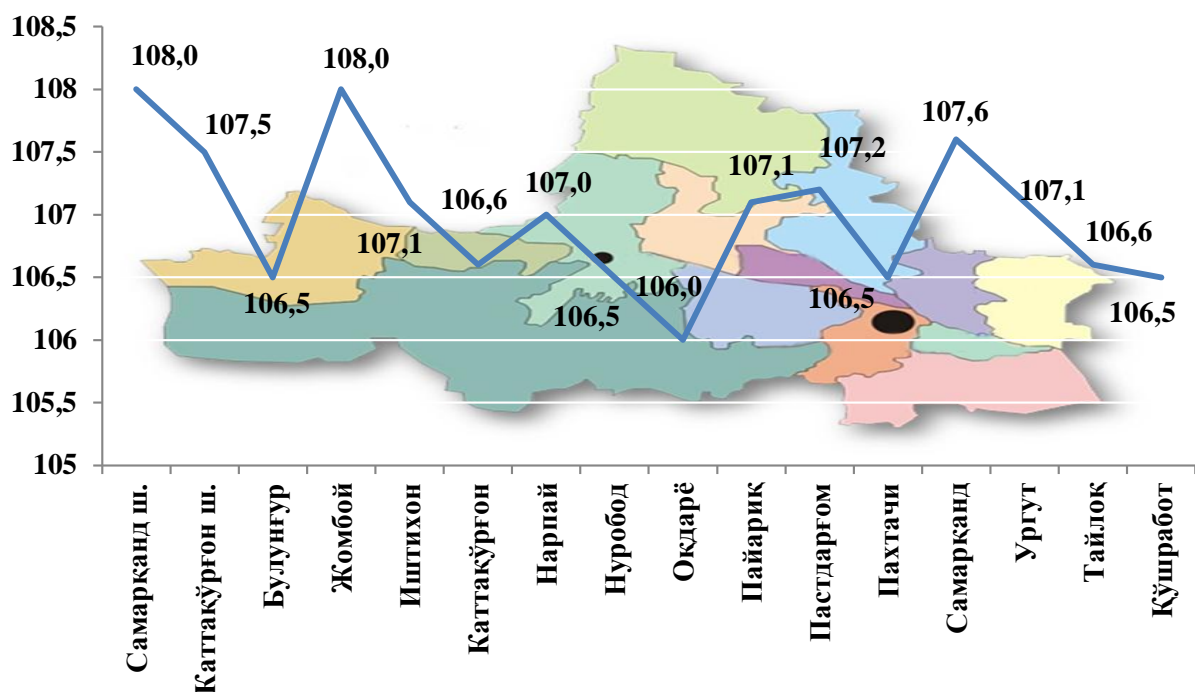 108,5
108
107,5
107
106,5
106
105,5
105
108,0
107,5
106,5
108,0
107,1
106,6
107,0
106,5
106,0
107,1
107,2
106,5
107,6
107,1
106,6
106,5
Самарқанд ш.
Каттақўрғон ш.
Булунғур
Жомбой
Иштихон
Каттақўрғон
Нарпай
Нуробод
Оқдарё
Пайариқ
Пастдарғом
Пахтачи
Самарқанд
Ургут
Тайлоқ
Қўшработ